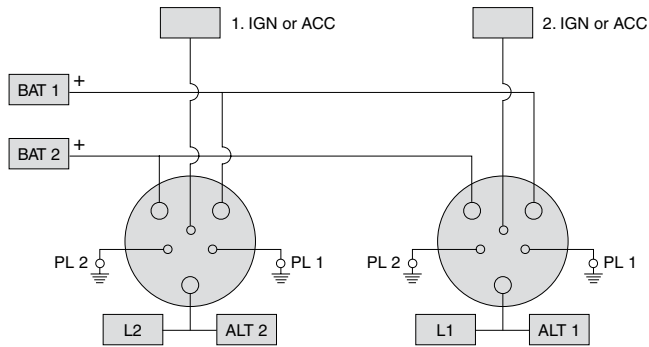 1. IGN or ACC
2. IGN or ACC
BAT 1
+
BAT 2
+
PL 2
PL 1
PL 2
PL 1
L2
ALT 2
L1
ALT 1